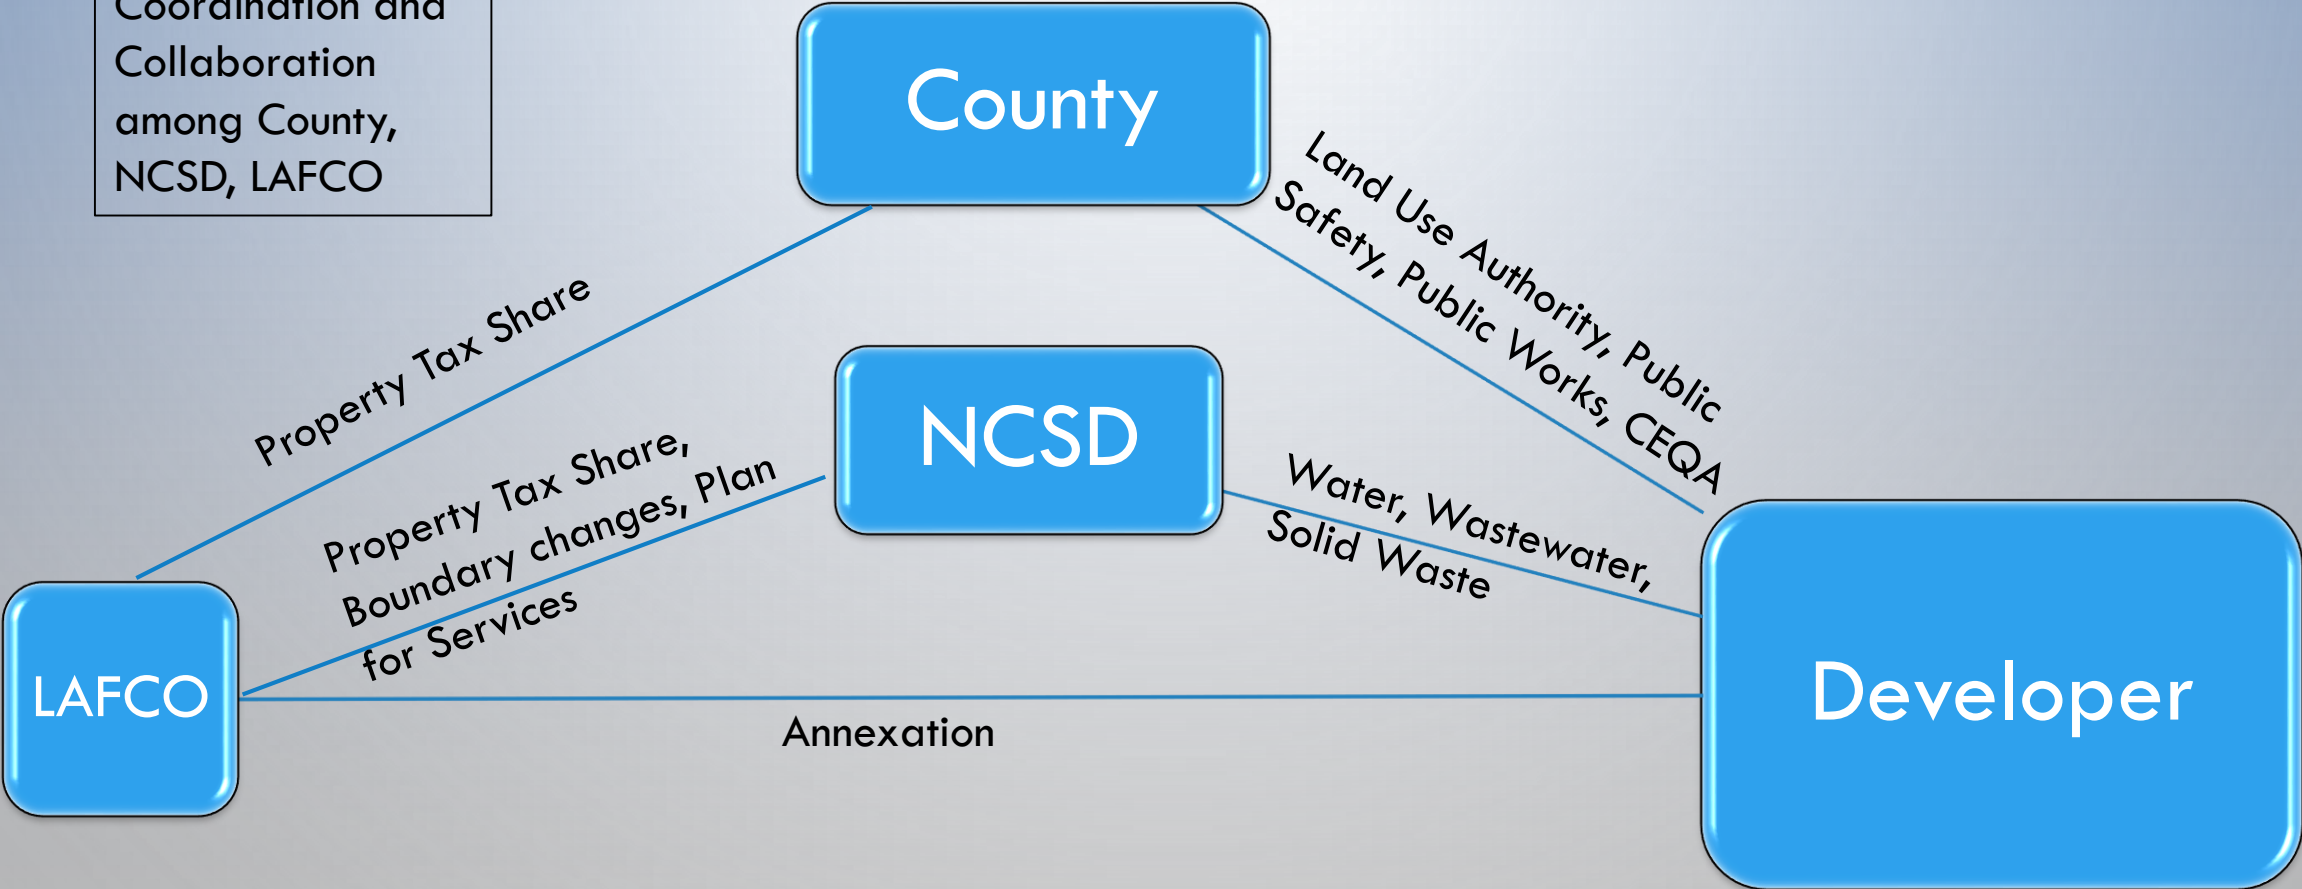 Coordination and
Collaboration
among County,
NCSD, LAFCO
County
Land Use Authority, Public
Safety, Public Works, CEQA
Property Tax Share
NCSD
Property Tax Share,
Boundary changes, Plan
for Services
Water, Wastewater,
Solid Waste
LAFCO
Developer
Annexation